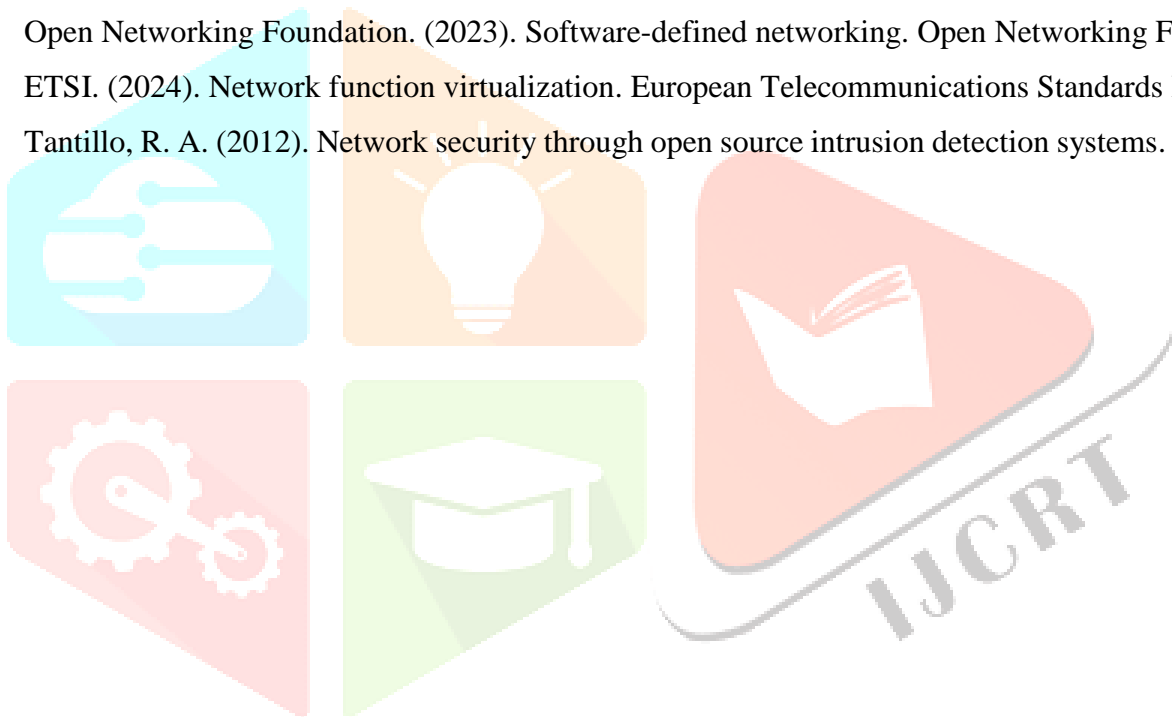 Open Networking Foundation. (2023). Software-defined networking. Open Networking F
ETSI. (2024). Network function virtualization. European Telecommunications Standards
Tantillo, R. A. (2012). Network security through open source intrusion detection systems.
IJCRT